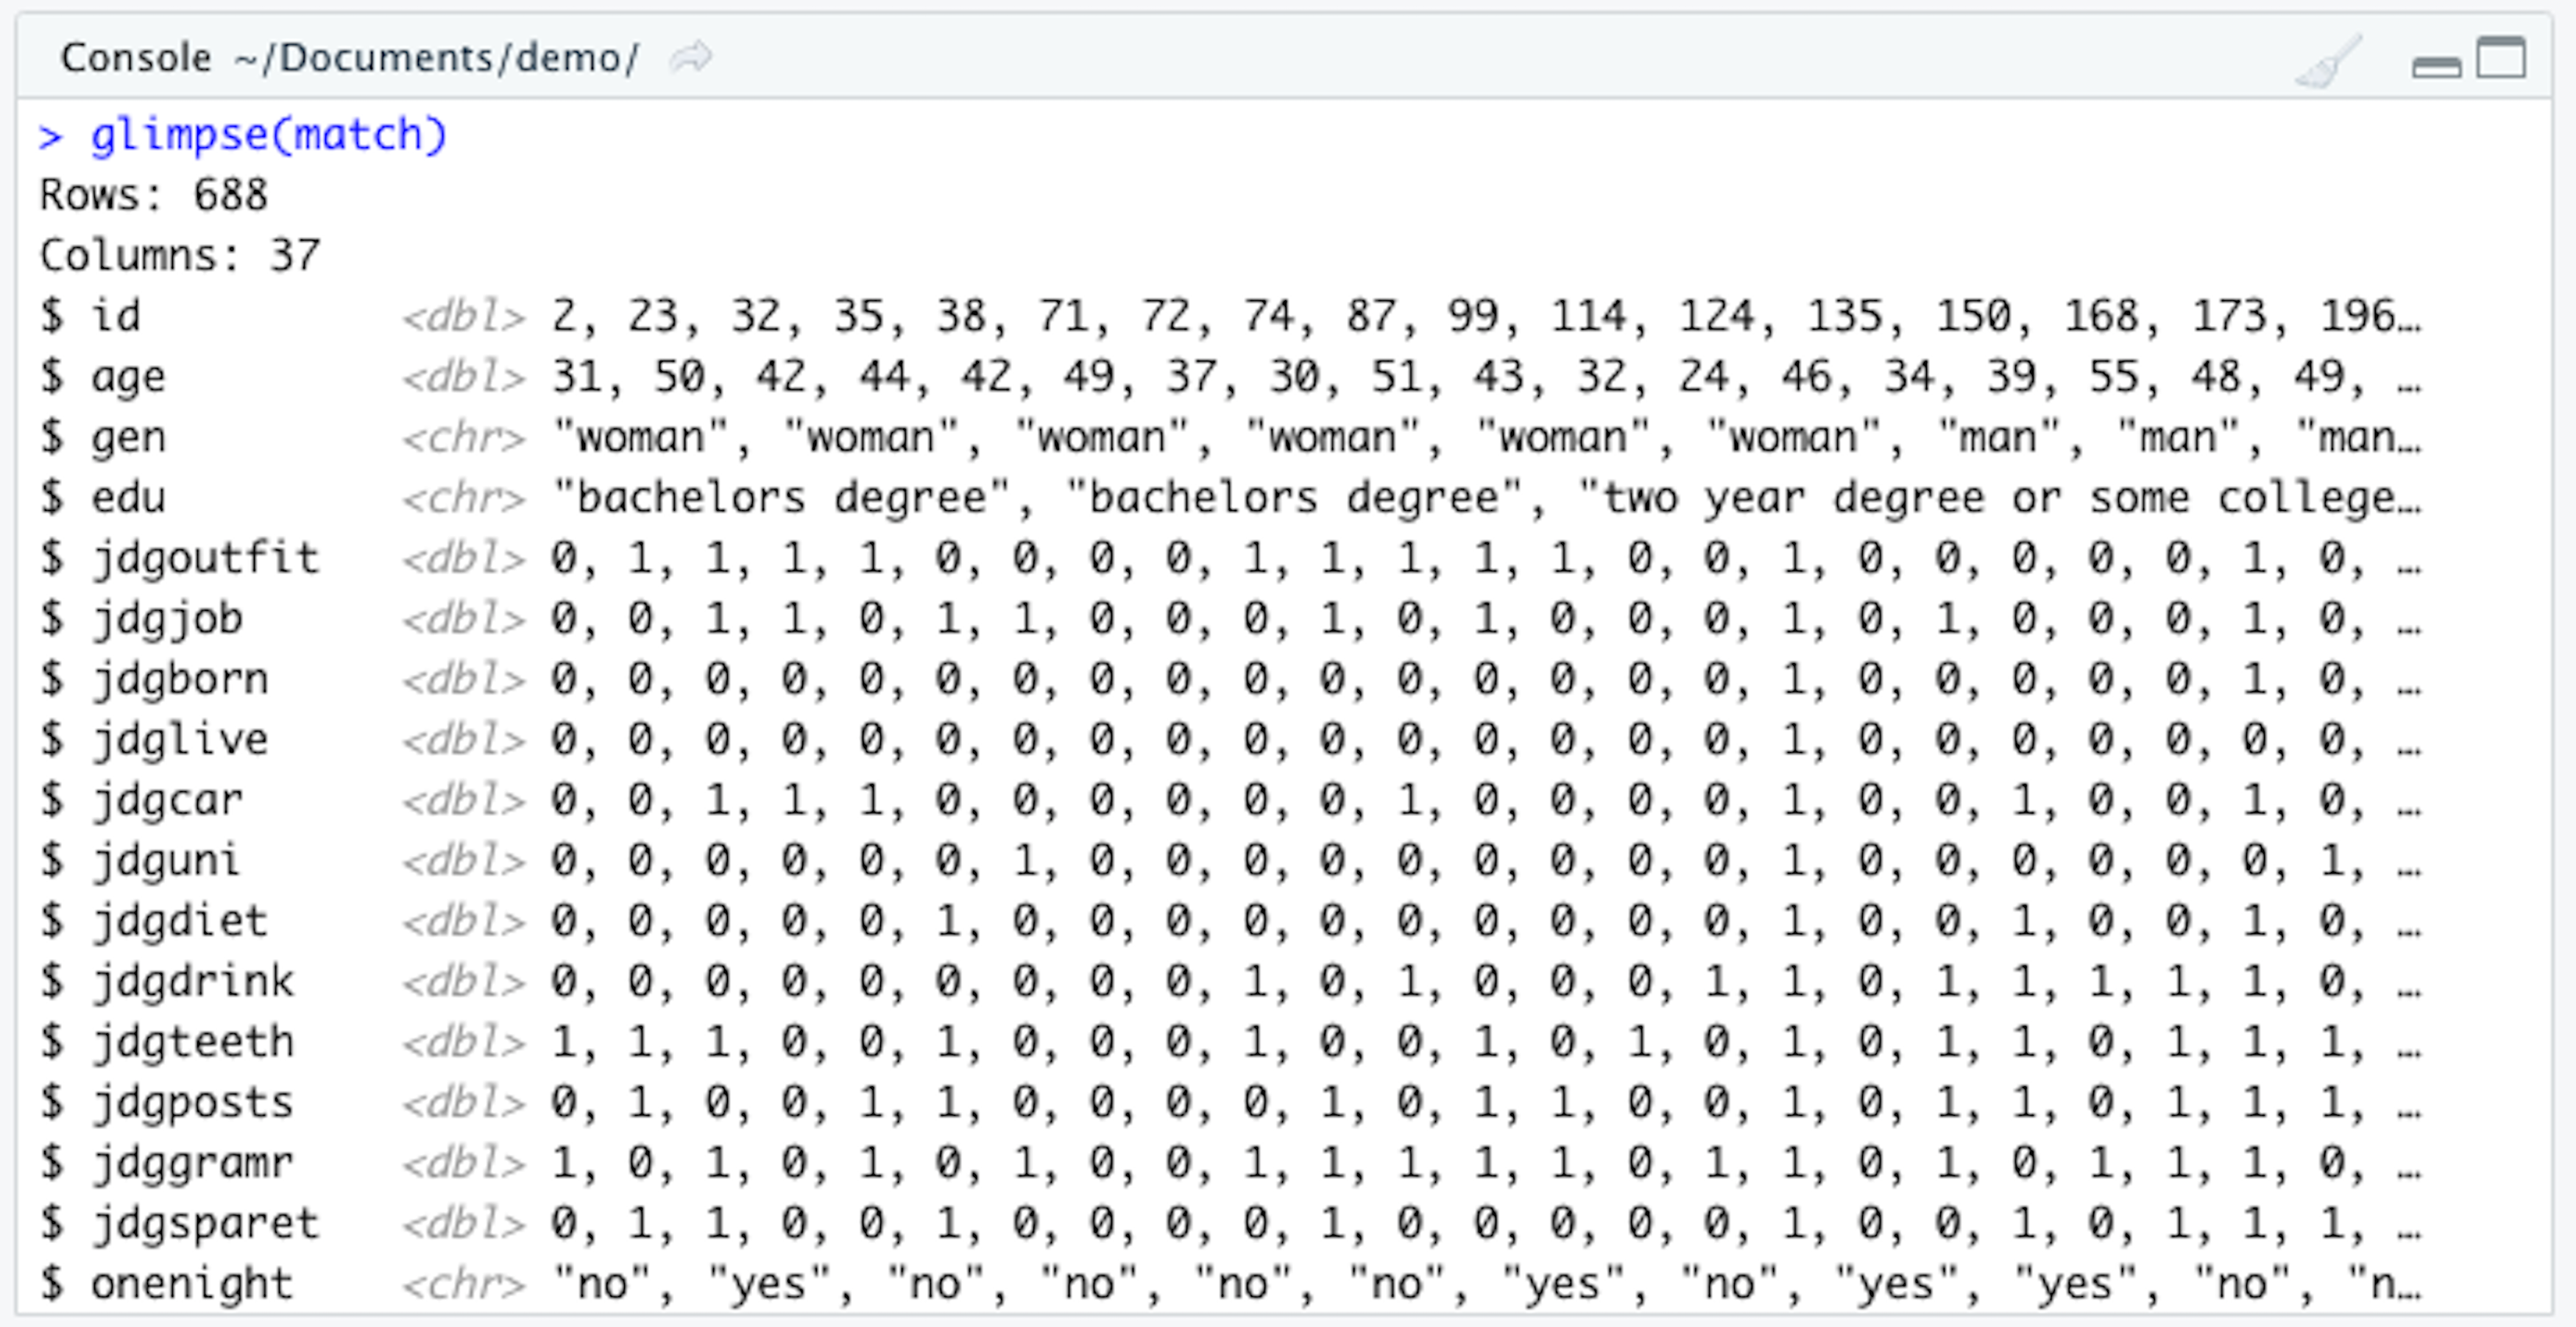 Console ~/Documents/demo/
> glimpse(match)
Rows: 688
Columns: 37
$ id <dbl> 2, 23, 32, 35, 38, 71, 72, 74, 87, 99, 114, 124, 135, 150, 168, 173, 196…
$ age <dbl> 31, 50, 42, 44, 42, 49, 37, 30, 51, 43, 32, 24, 46, 34, 39, 55, 48, 49, …
$ gen <chr> "woman", "woman", "woman", "woman", "woman", "woman", "man", "man", "man…
$ edu <chr> "bachelors degree", "bachelors degree", "two year degree or some college…
$ jdgoutfit <dbl> 0, 1, 1, 1, 1, 0, 0, 0, 0, 1, 1, 1, 1, 1, 0, 0, 1, 0, 0, 0, 0, 0, 1, 0, …
$ jdgjob <dbl> 0, 0, 1, 1, 0, 1, 1, 0, 0, 0, 1, 0, 1, 0, 0, 0, 1, 0, 1, 0, 0, 0, 1, 0, …
$ jdgborn <dbl> 0, 0, 0, 0, 0, 0, 0, 0, 0, 0, 0, 0, 0, 0, 0, 0, 1, 0, 0, 0, 0, 0, 1, 0, …
$ jdglive <dbl> 0, 0, 0, 0, 0, 0, 0, 0, 0, 0, 0, 0, 0, 0, 0, 0, 1, 0, 0, 0, 0, 0, 0, 0, …
$ jdgcar <dbl> 0, 0, 1, 1, 1, 0, 0, 0, 0, 0, 0, 1, 0, 0, 0, 0, 1, 0, 0, 1, 0, 0, 1, 0, …
$ jdguni <dbl> 0, 0, 0, 0, 0, 0, 1, 0, 0, 0, 0, 0, 0, 0, 0, 0, 1, 0, 0, 0, 0, 0, 0, 1, …
$ jdgdiet <dbl> 0, 0, 0, 0, 0, 1, 0, 0, 0, 0, 0, 0, 0, 0, 0, 0, 1, 0, 0, 1, 0, 0, 1, 0, …
$ jdgdrink <dbl> 0, 0, 0, 0, 0, 0, 0, 0, 0, 1, 0, 1, 0, 0, 0, 1, 1, 0, 1, 1, 1, 1, 1, 0, …
$ jdgteeth <dbl> 1, 1, 1, 0, 0, 1, 0, 0, 0, 1, 0, 0, 1, 0, 1, 0, 1, 0, 1, 1, 0, 1, 1, 1, …
$ jdgposts <dbl> 0, 1, 0, 0, 1, 1, 0, 0, 0, 0, 1, 0, 1, 1, 0, 0, 1, 0, 1, 1, 0, 1, 1, 1, …
$ jdggramr <dbl> 1, 0, 1, 0, 1, 0, 1, 0, 0, 1, 1, 1, 1, 1, 0, 1, 1, 0, 1, 0, 1, 1, 1, 0, …
$ jdgsparet <dbl> 0, 1, 1, 0, 0, 1, 0, 0, 0, 0, 1, 0, 0, 0, 0, 0, 1, 0, 0, 1, 0, 1, 1, 1, …
$ onenight <chr> "no", "yes", "no", "no", "no", "no", "yes", "no", "yes", "yes", "no", "n…